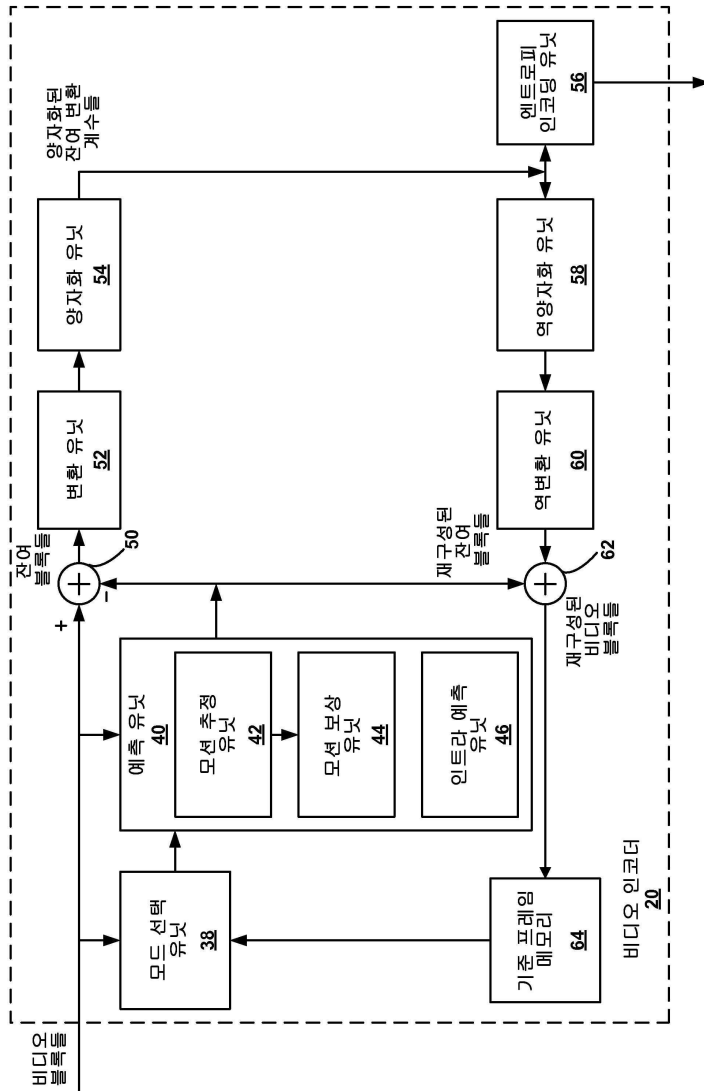 비디오
블록들
모드 선택
유닛
38
예측 유닛
40
모션 추정
유닛
42
모션 보상
유닛
44
인트라 예측
유닛
46
+
-
잔여
블록들
50
변환 유닛
52
양자화 유닛
54
양자화된
잔여 변환
계수들
엔트로피
인코딩 유닛
56
역양자화 유닛
58
역변환 유닛
60
재구성된
잔여
블록들
62
재구성된
비디오
블록들
기준 프레임
메모리
64
비디오 인코더
20